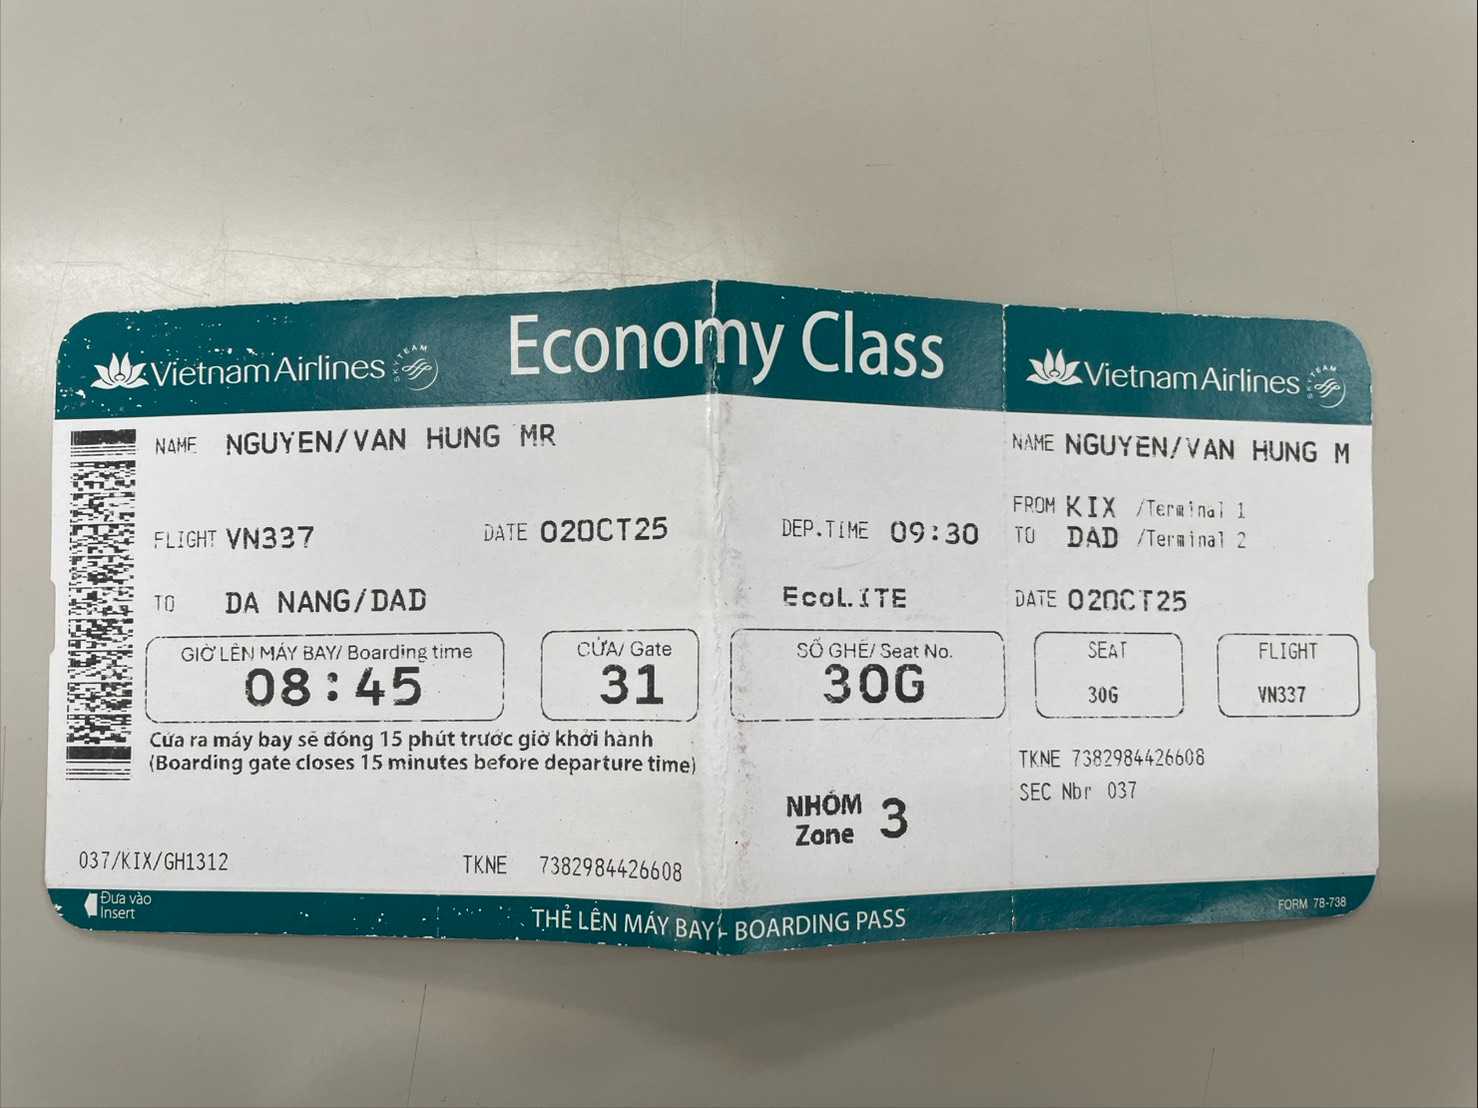 Vietnam Airlines SKYTEAM
Economy Class
Vietnam Airlines SKYTEAM
NAME NGUYEN/VAN HUNG MR
FLIGHT VN337 DATE 02OCT25
TO DA NANG/DAD
GIỜ LÊN MÁY BAY/ Boarding time
08:45
CỬA/ Gate
31
Cửa ra máy bay sẽ đóng 15 phút trước giờ khởi hành
(Boarding gate closes 15 minutes before departure time)
037/KIX/GH1312 TKNE 7382984426608
DEP.TIME 09:30
EcoLITE
SỐ GHẾ/ Seat No.
30G
NHÓM
Zone 3
NAME NGUYEN/VAN HUNG M
FROM KIX /Terminal 1
TO DAD /Terminal 2
DATE 02OCT25
SEAT
30G
FLIGHT
VN337
TKNE 7382984426608
SEC Nbr 037
Đưa vào
Insert
THẺ LÊN MÁY BAY - BOARDING PASS
FORM 78-738